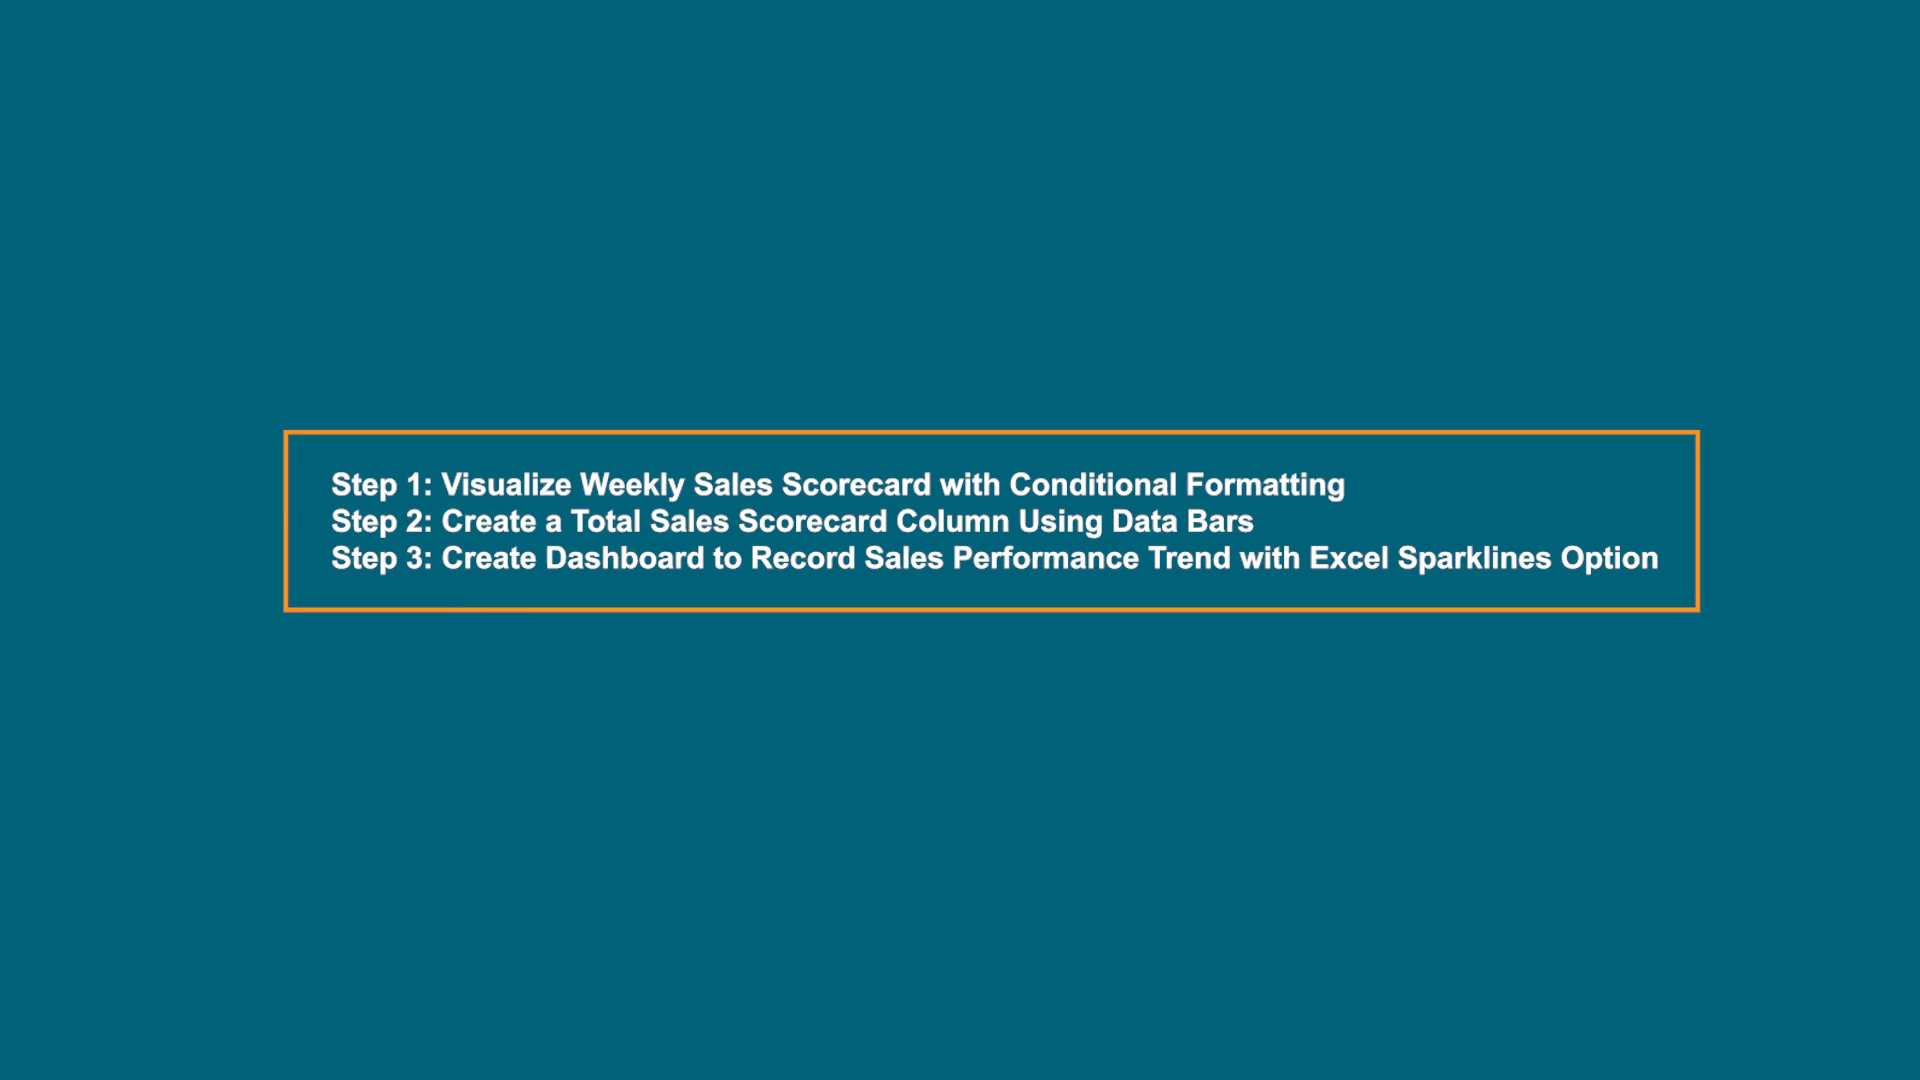 Step 1: Visualize Weekly Sales Scorecard with Conditional Formatting
Step 2: Create a Total Sales Scorecard Column Using Data Bars
Step 3: Create Dashboard to Record Sales Performance Trend with Excel Sparklines Option